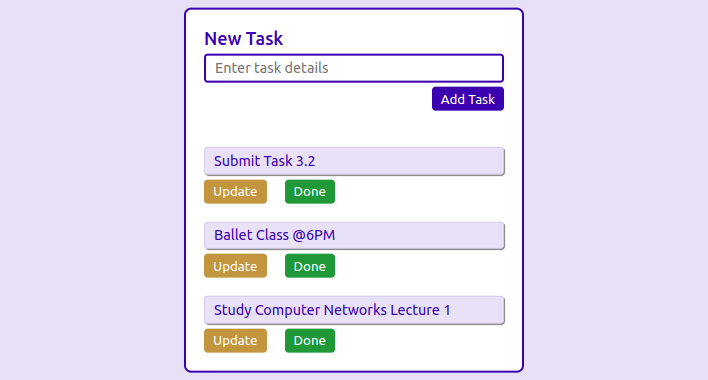 New Task
Enter task details
Add Task
Submit Task 3.2
Update Done
Ballet Class @6PM
Update Done
Study Computer Networks Lecture 1
Update Done